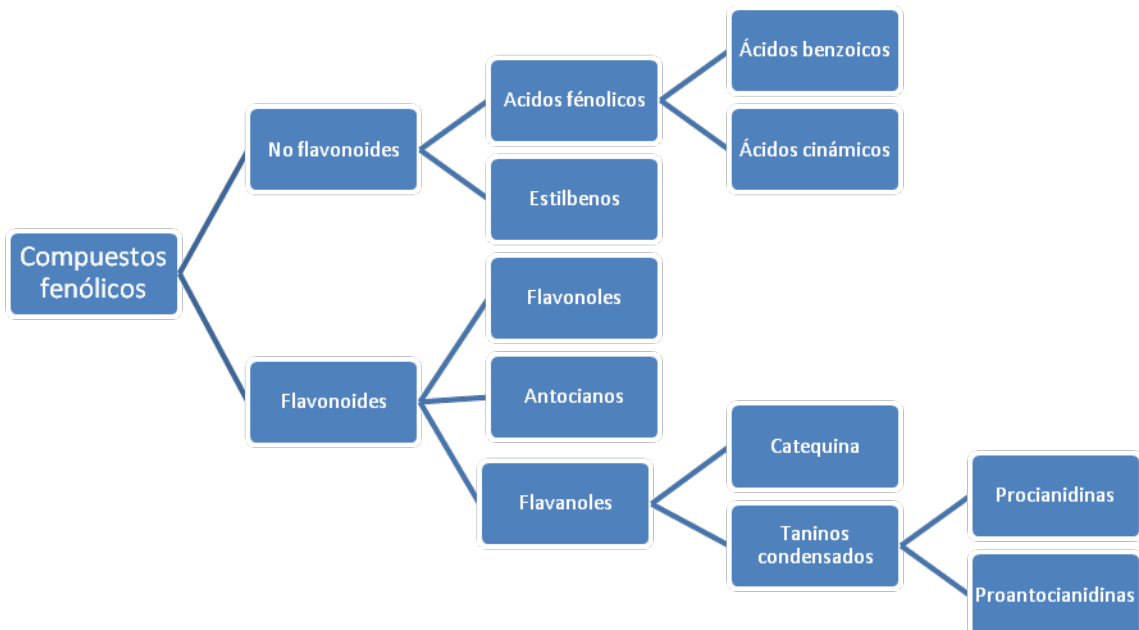 Compuestos
fenólicos
No flavonoides
Acidos fénolicos
Ácidos benzoicos
Ácidos cinámicos
Estilbenos
Flavonoides
Flavonoles
Antocianos
Flavanoles
Catequina
Taninos
condensados
Procianidinas
Proantocianidinas